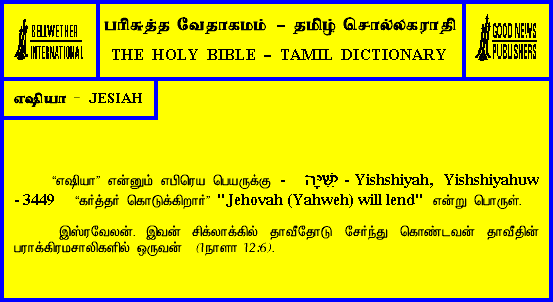 BELLWETHER
INTERNATIONAL
பரிசுத்த வேதாகமம் – தமிழ் சொல்லகராதி
THE HOLY BIBLE – TAMIL DICTIONARY
GOOD NEWS
PUBLISHERS
எஷியா - JESIAH
“எஷியா” என்னும் எபிரெய பெயருக்கு - יִשִּׁיָּה - Yishshiyah, Yishshiyahuw
- 3449 “கர்த்தர் கொடுக்கிறார்” "Jehovah (Yahweh) will lend" என்று பொருள்.
இஸ்ரவேலன். இவன் சிக்லாக்கில் தாவீதோடு சேர்ந்து கொண்டவன் தாவீதின்
பராக்கிரமசாலிகளில் ஒருவன் (1நாளா 12:6).